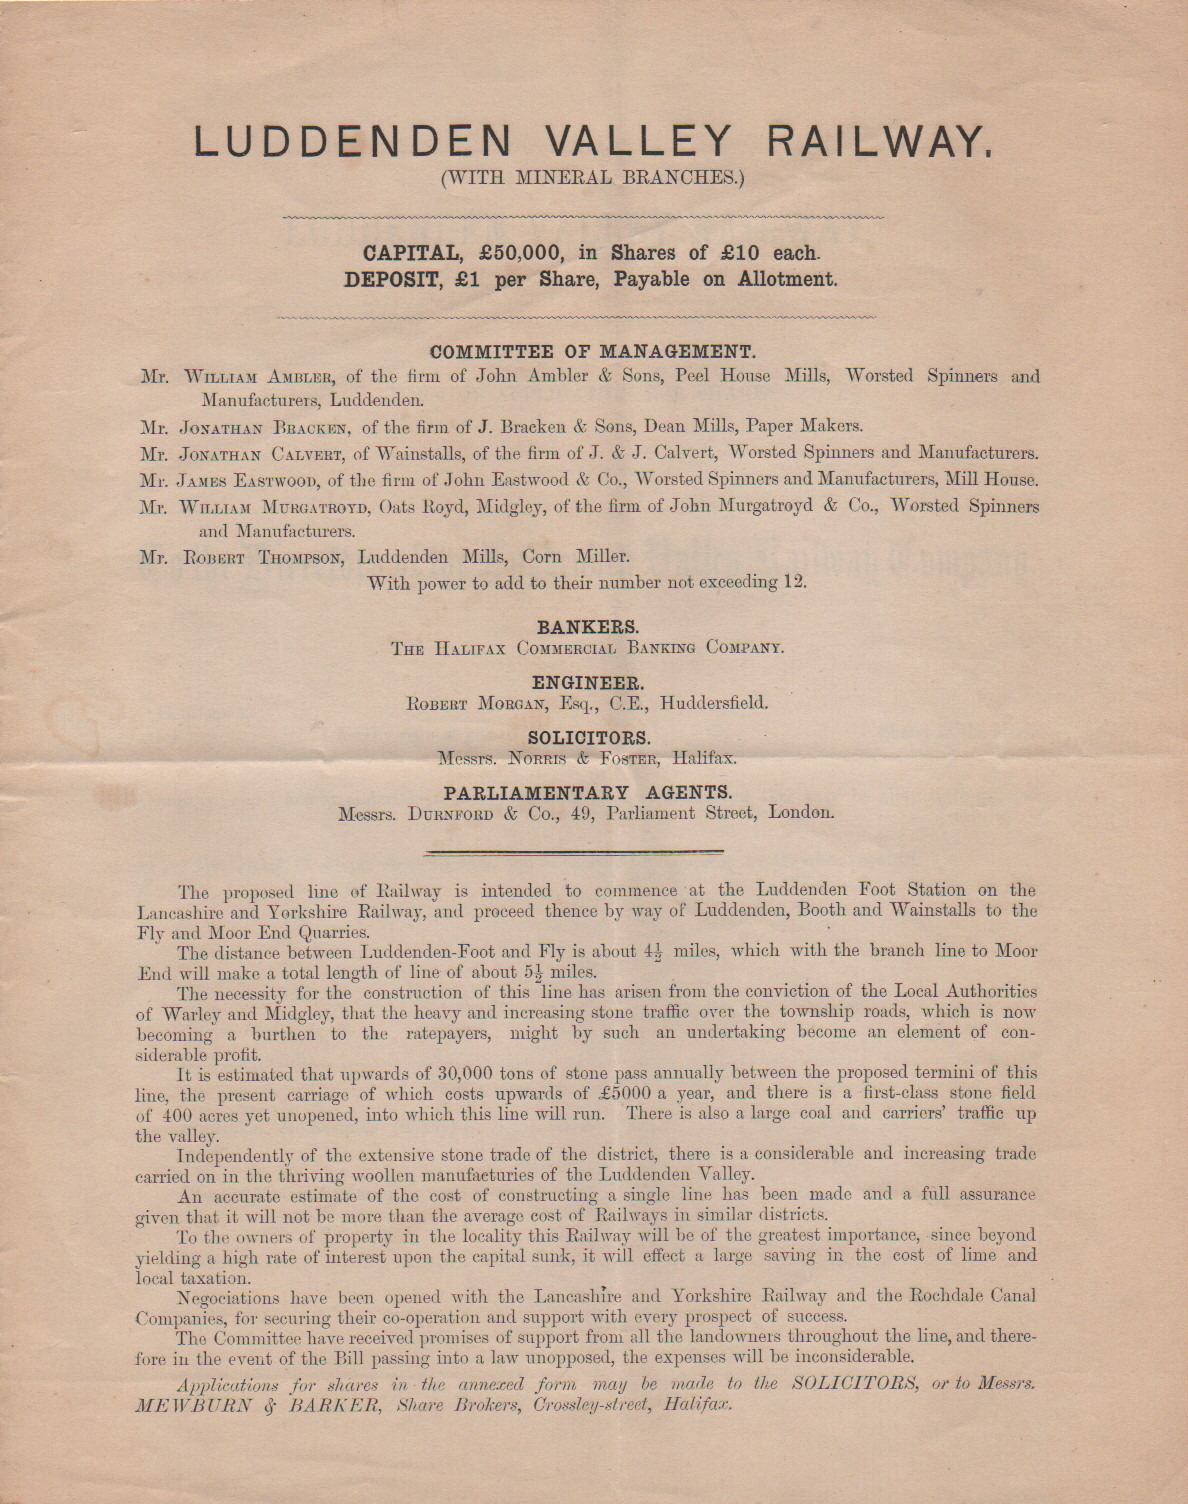 LUDDENDEN VALLEY RAILWAY.
(WITH MINERAL BRANCHES.)
CAPITAL, £50,000, in Shares of £10 each.
DEPOSIT, £1 per Share, Payable on Allotment.
COMMITTEE OF MANAGEMENT.
Mr. WILLIAM AMBLER, of the firm of John Ambler & Sons, Peel House Mills, Worsted Spinners and
Manufacturers, Luddenden.
Mr. JONATHAN BRACKEN, of the firm of J. Bracken & Sons, Dean Mills, Paper Makers.
Mr. JONATHAN CALVERT, of Wainstalls, of the firm of J. & J. Calvert, Worsted Spinners and Manufacturers.
Mr. JAMES EASTWOOD, of the firm of John Eastwood & Co., Worsted Spinners and Manufacturers, Mill House.
Mr. WILLIAM MURGATROYD, Oats Royd, Midgley, of the firm of John Murgatroyd & Co., Worsted Spinners
and Manufacturers.
Mr. ROBERT THOMPSON, Luddenden Mills, Corn Miller.
With power to add to their number not exceeding 12.
BANKERS.
THE HALIFAX COMMERCIAL BANKING COMPANY.
ENGINEER.
ROBERT MORGAN, Esq., C.E., Huddersfield.
SOLICITORS.
Messrs. NORRIS & FOSTER, Halifax.
PARLIAMENTARY AGENTS.
Messrs. DURNFORD & Co., 49, Parliament Street, London.
The proposed line of Railway is intended to commence at the Luddenden Foot Station on the
Lancashire and Yorkshire Railway, and proceed thence by way of Luddenden, Booth and Wainstalls to the
Fly and Moor End Quarries.
The distance between Luddenden-Foot and Fly is about 4½ miles, which with the branch line to Moor
End will make a total length of line of about 5½ miles.
The necessity for the construction of this line has arisen from the conviction of the Local Authorities
of Warley and Midgley, that the heavy and increasing stone traffic over the township roads, which is now
becoming a burthen to the ratepayers, might by such an undertaking become an element of con-
siderable profit.
It is estimated that upwards of 30,000 tons of stone pass annually between the proposed termini of this
line, the present carriage of which costs upwards of £5000 a year, and there is a first-class stone field
of 400 acres yet unopened, into which this line will run. There is also a large coal and carriers' traffic up
the valley.
Independently of the extensive stone trade of the district, there is a considerable and increasing trade
carried on in the thriving woollen manufacturies of the Luddenden Valley.
An accurate estimate of the cost of constructing a single line has been made and a full assurance
given that it will not be more than the average cost of Railways in similar districts.
To the owners of property in the locality this Railway will be of the greatest importance, since beyond
yielding a high rate of interest upon the capital sunk, it will effect a large saving in the cost of lime and
local taxation.
Negociations have been opened with the Lancashire and Yorkshire Railway and the Rochdale Canal
Companies, for securing their co-operation and support with every prospect of success.
The Committee have received promises of support from all the landowners throughout the line, and there-
fore in the event of the Bill passing into a law unopposed, the expenses will be inconsiderable.
Applications for shares in the annexed form may be made to the SOLICITORS, or to Messrs.
MEWBURN & BARKER, Share Brokers, Crossley-street, Halifax.